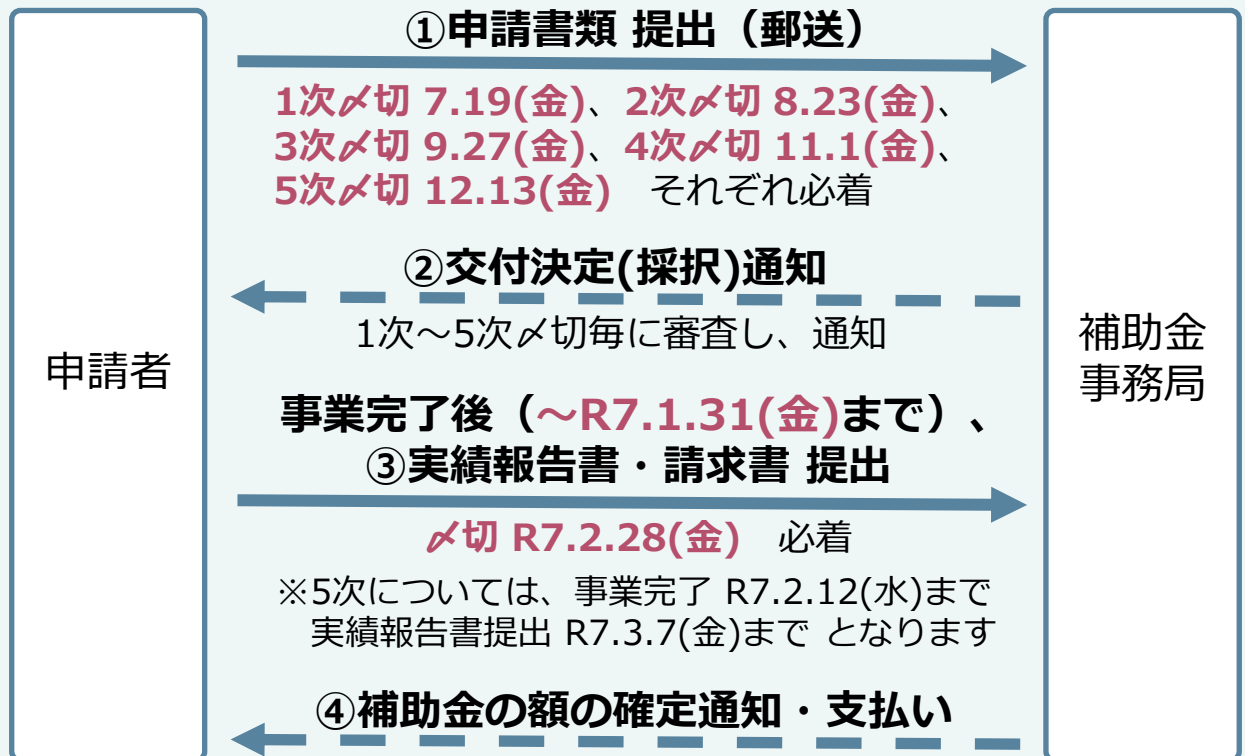 ①申請書類 提出（郵送）
1次〆切 7.19(金)、2次〆切 8.23(金)、
3次〆切 9.27(金)、4次〆切 11.1(金)、
5次〆切 12.13(金)　それぞれ必着
②交付決定(採択)通知
1次～5次〆切毎に審査し、通知
申請者
補助金
事務局
事業完了後（～R7.1.31(金)まで）、
③実績報告書・請求書 提出
〆切 R7.2.28(金)　必着
※5次については、事業完了 R7.2.12(水)まで
実績報告書提出 R7.3.7(金)まで となります
④補助金の額の確定通知・支払い